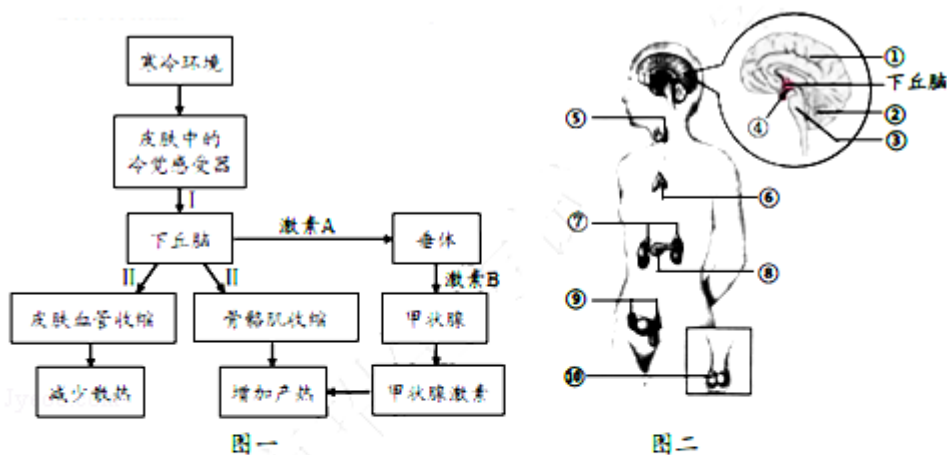 寒冷环境
皮肤中的
冷觉感受器
I
下丘脑
激素A
垂体
II
II
激素B
皮肤血管收缩
骨骼肌收缩
甲状腺
减少散热
增加产热
甲状腺激素
图一
①
下丘脑
②
③
④
⑤
⑥
⑦
⑧
⑨
⑩
图二